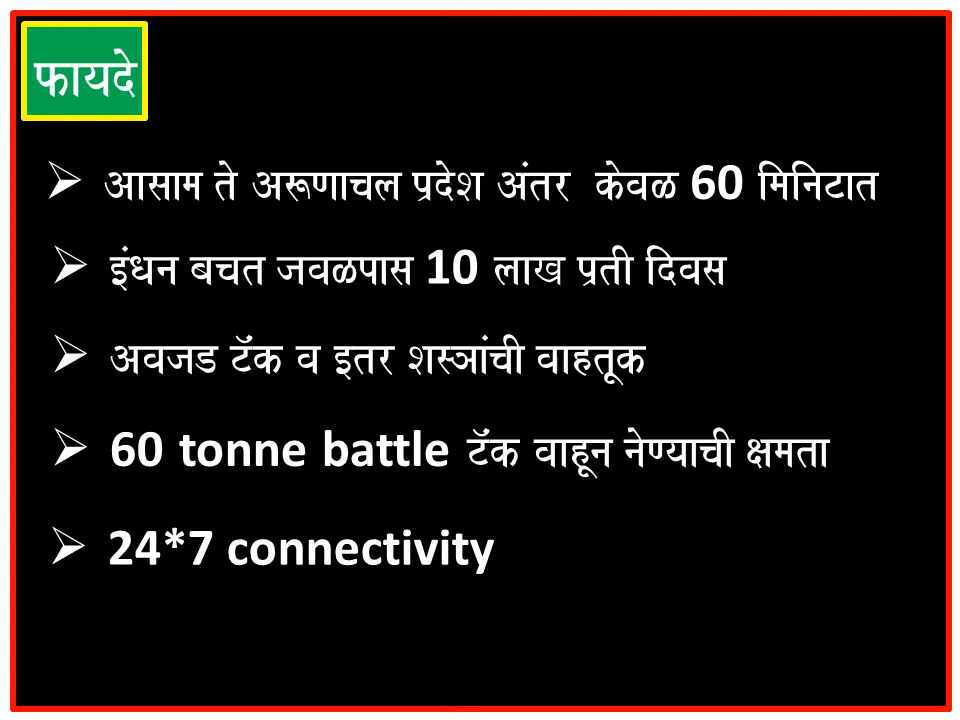 फायदे
➢ आसाम ते अरूणाचल प्रदेश अंतर केवळ 60 मिनिटात
➢ इंधन बचत जवळपास 10 लाख प्रती दिवस
➢ अवजड टॅंक व इतर शस्त्रांची वाहतूक
➢ 60 tonne battle टॅंक वाहून नेण्याची क्षमता
➢ 24*7 connectivity